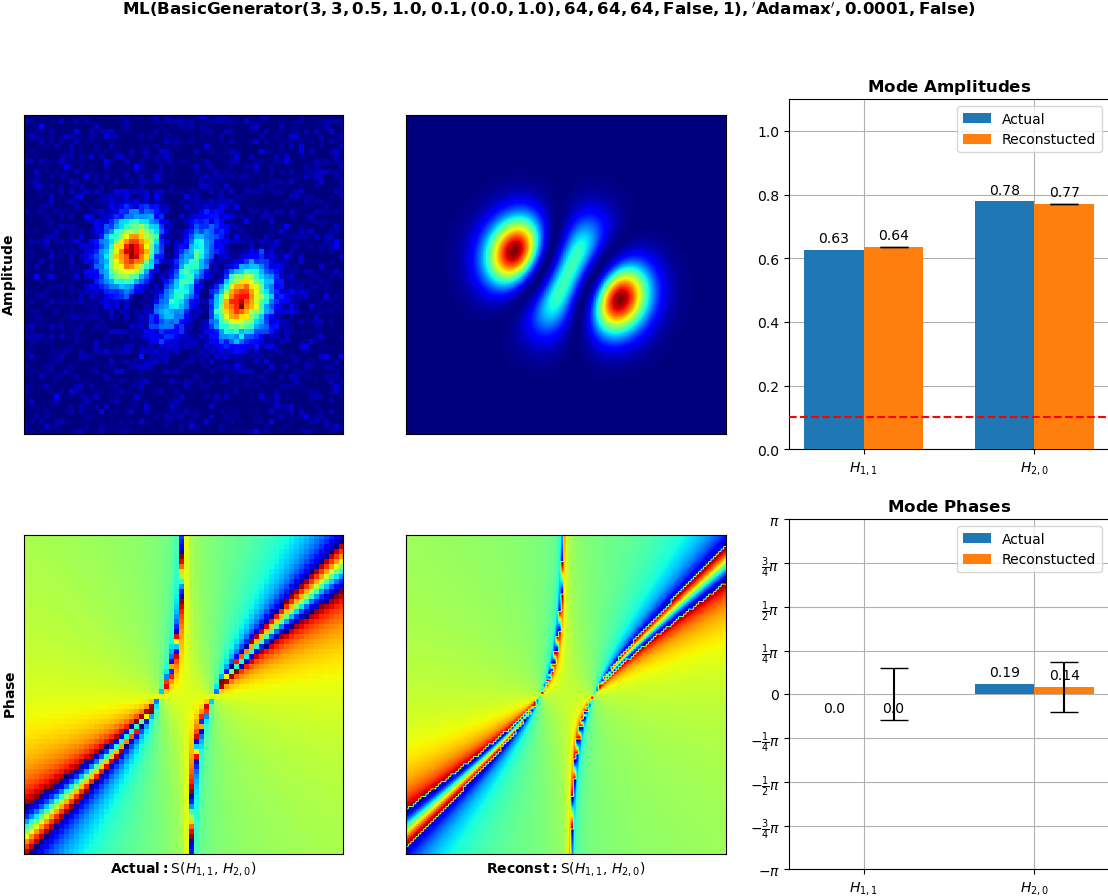 ML(BasicGenerator(3, 3, 0.5, 1.0, 0.1, (0.0, 1.0), 64, 64, 64, False, 1), ′Adamax′, 0.0001, False)
Amplitude
Mode Amplitudes
Actual
Reconstucted
1.0
0.8
0.6
0.4
0.2
0.0
0.63
0.64
0.78
0.77
H1, 1
H2, 0
Phase
Actual: S(H1, 1, H2, 0)
Reconst: S(H1, 1, H2, 0)
Mode Phases
Actual
Reconstucted
π
3/4π
1/2π
1/4π
0
−1/4π
−1/2π
−3/4π
−π
0.0
0.0
0.19
0.14
H1, 1
H2, 0